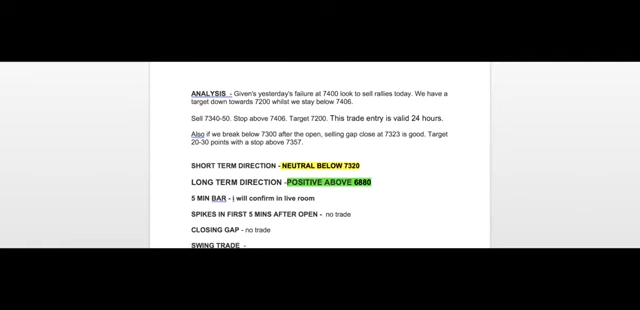 ANALYSIS - Given's yesterday's failure at 7400 look to sell rallies today. We have a
target down towards 7200 whilst we stay below 7406.
Sell 7340-50. Stop above 7406. Target 7200. This trade entry is valid 24 hours.
Also if we break below 7300 after the open, selling gap close at 7323 is good. Target
20-30 points with a stop above 7357.
SHORT TERM DIRECTION - NEUTRAL BELOW 7320
LONG TERM DIRECTION -POSITIVE ABOVE 6880
5 MIN BAR - i will confirm in live room
SPIKES IN FIRST 5 MINS AFTER OPEN - no trade
CLOSING GAP - no trade
SWING TRADE -